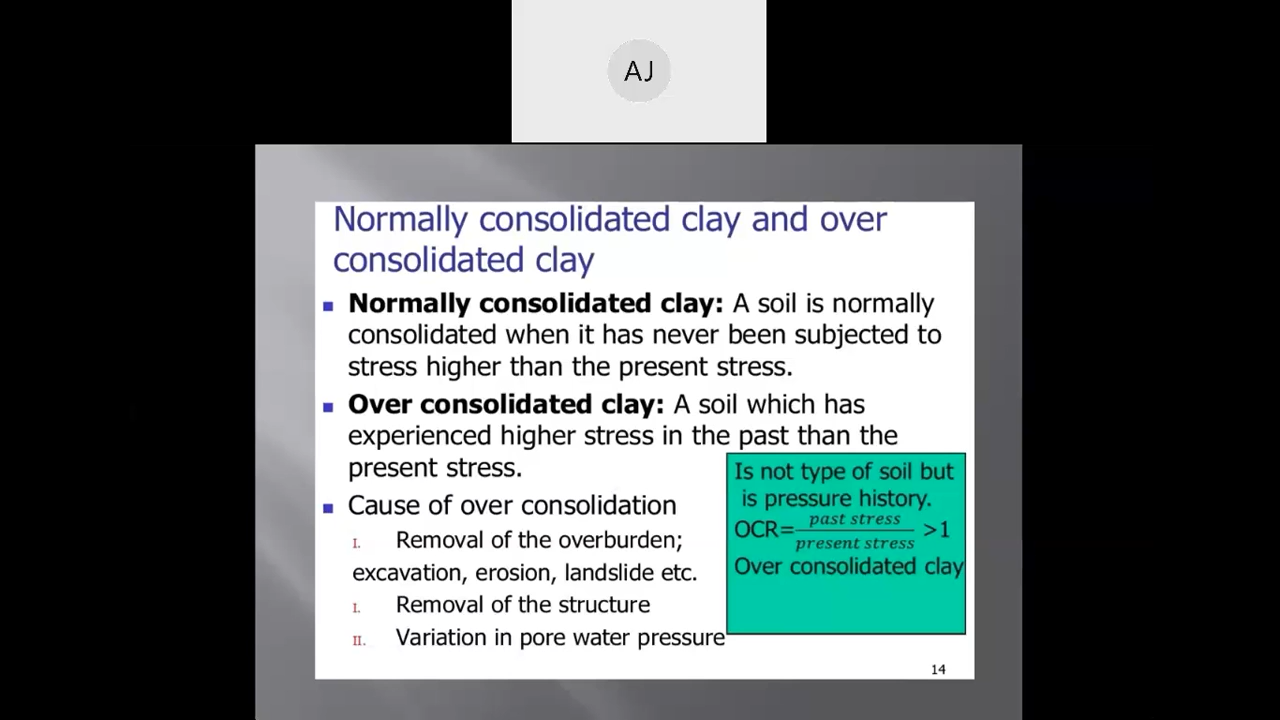 AJ
Normally consolidated clay and over
consolidated clay
Normally consolidated clay: A soil is normally
consolidated when it has never been subjected to
stress higher than the present stress.
Over consolidated clay: A soil which has
experienced higher stress in the past than the
present stress.
Cause of over consolidation
I. Removal of the overburden;
excavation, erosion, landslide etc.
I. Removal of the structure
II. Variation in pore water pressure
Is not type of soil but
is pressure history.
OCR= past stress / present stress >1
Over consolidated clay
14